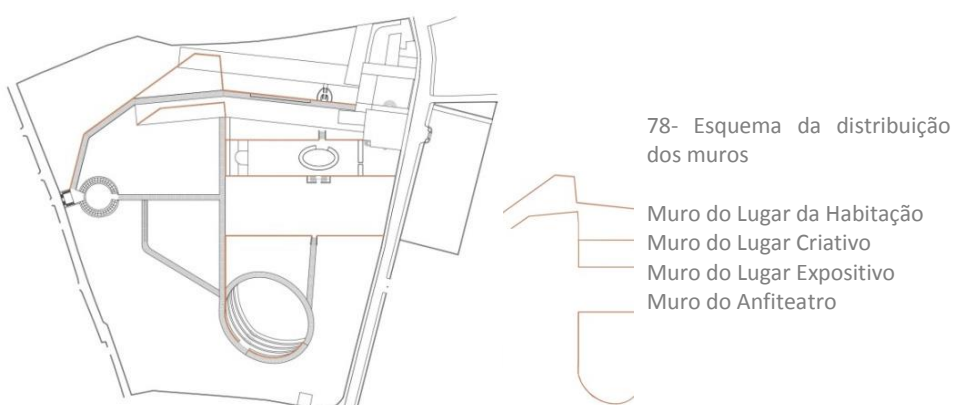 78- Esquema da distribuição
dos muros
Muro do Lugar da Habitação
Muro do Lugar Criativo
Muro do Lugar Expositivo
Muro do Anfiteatro